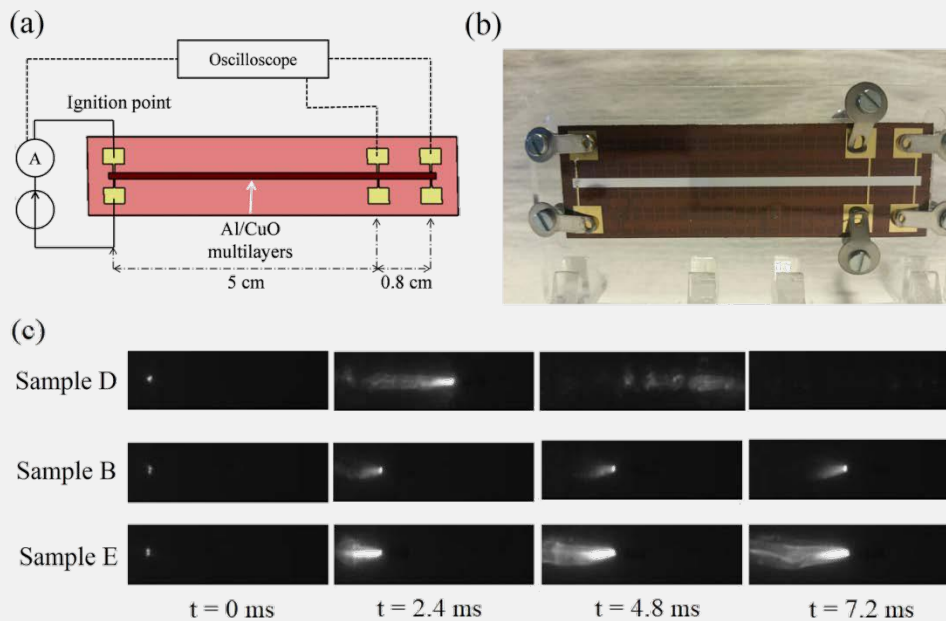 (a)
Oscilloscope
Ignition point
A
Al/CuO
multilayers
5 cm
0.8 cm
(b)
(c)
Sample D
Sample B
Sample E
t = 0 ms
t = 2.4 ms
t = 4.8 ms
t = 7.2 ms